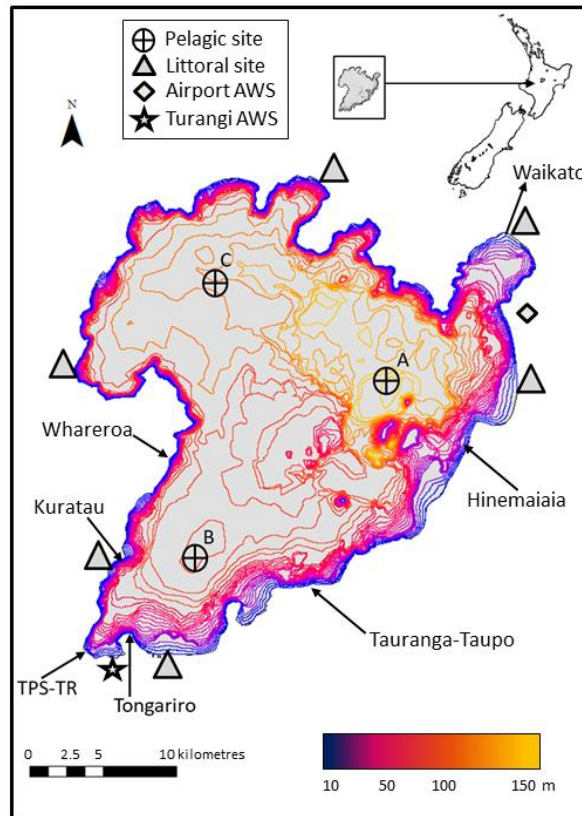 Pelagic site
Littoral site
Airport AWS
Turangi AWS
N
Waikato
C
A
Whareroa
Hinemaiaia
Kuratau
B
Tauranga-Taupo
TPS-TR
Tongariro
0 2.5 5 10 kilometres
10 50 100 150 m